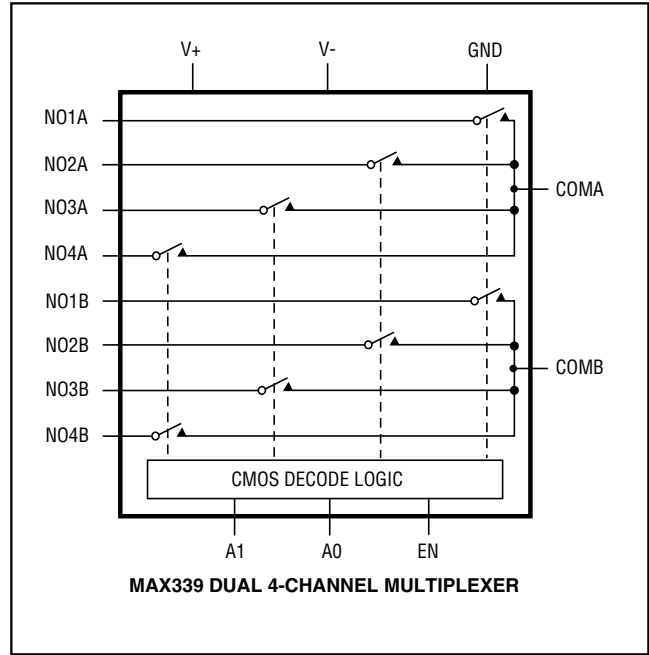 V+ V- GND
NO1A
NO2A
COMA
NO3A
NO4A
NO1B
NO2B
COMB
NO3B
NO4B
CMOS DECODE LOGIC
A1 A0 EN
MAX339 DUAL 4-CHANNEL MULTIPLEXER